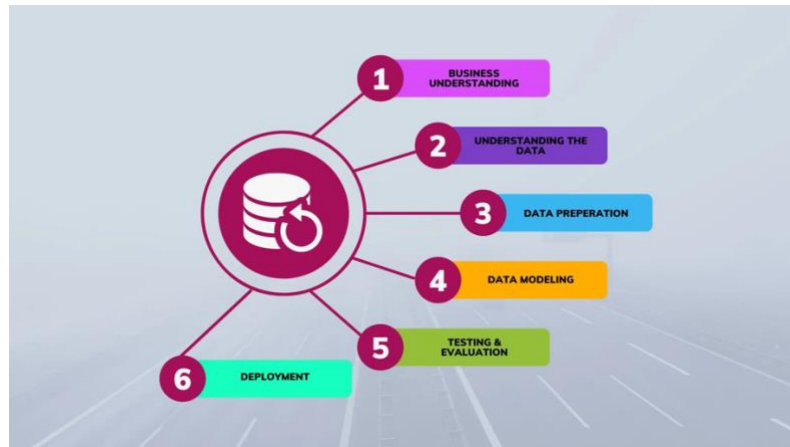 1
BUSINESS
UNDERSTANDING
2
UNDERSTANDING THE
DATA
3
DATA PREPERATION
4
DATA MODELING
5
TESTING &
EVALUATION
6
DEPLOYMENT